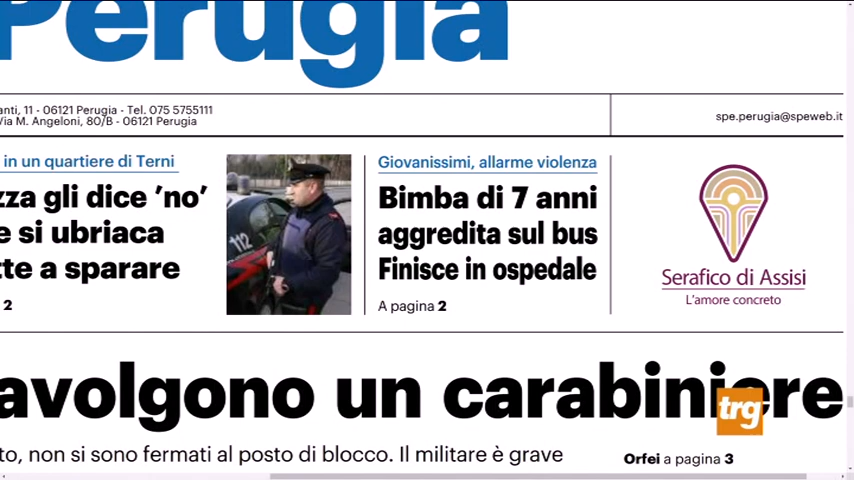 Perugia
anti, 11 - 06121 Perugia - Tel. 075 5755111
Via M. Angeloni, 80/B - 06121 Perugia
spe.perugia@speweb.it
in un quartiere di Terni
zza gli dice 'no'
e si ubriaca
tte a sparare
2
112
Giovanissimi, allarme violenza
Bimba di 7 anni
aggredita sul bus
Finisce in ospedale
A pagina 2
Serafico di Assisi
L'amore concreto
avolgono un carabiniere
trg
to, non si sono fermati al posto di blocco. Il militare è grave
Orfei a pagina 3